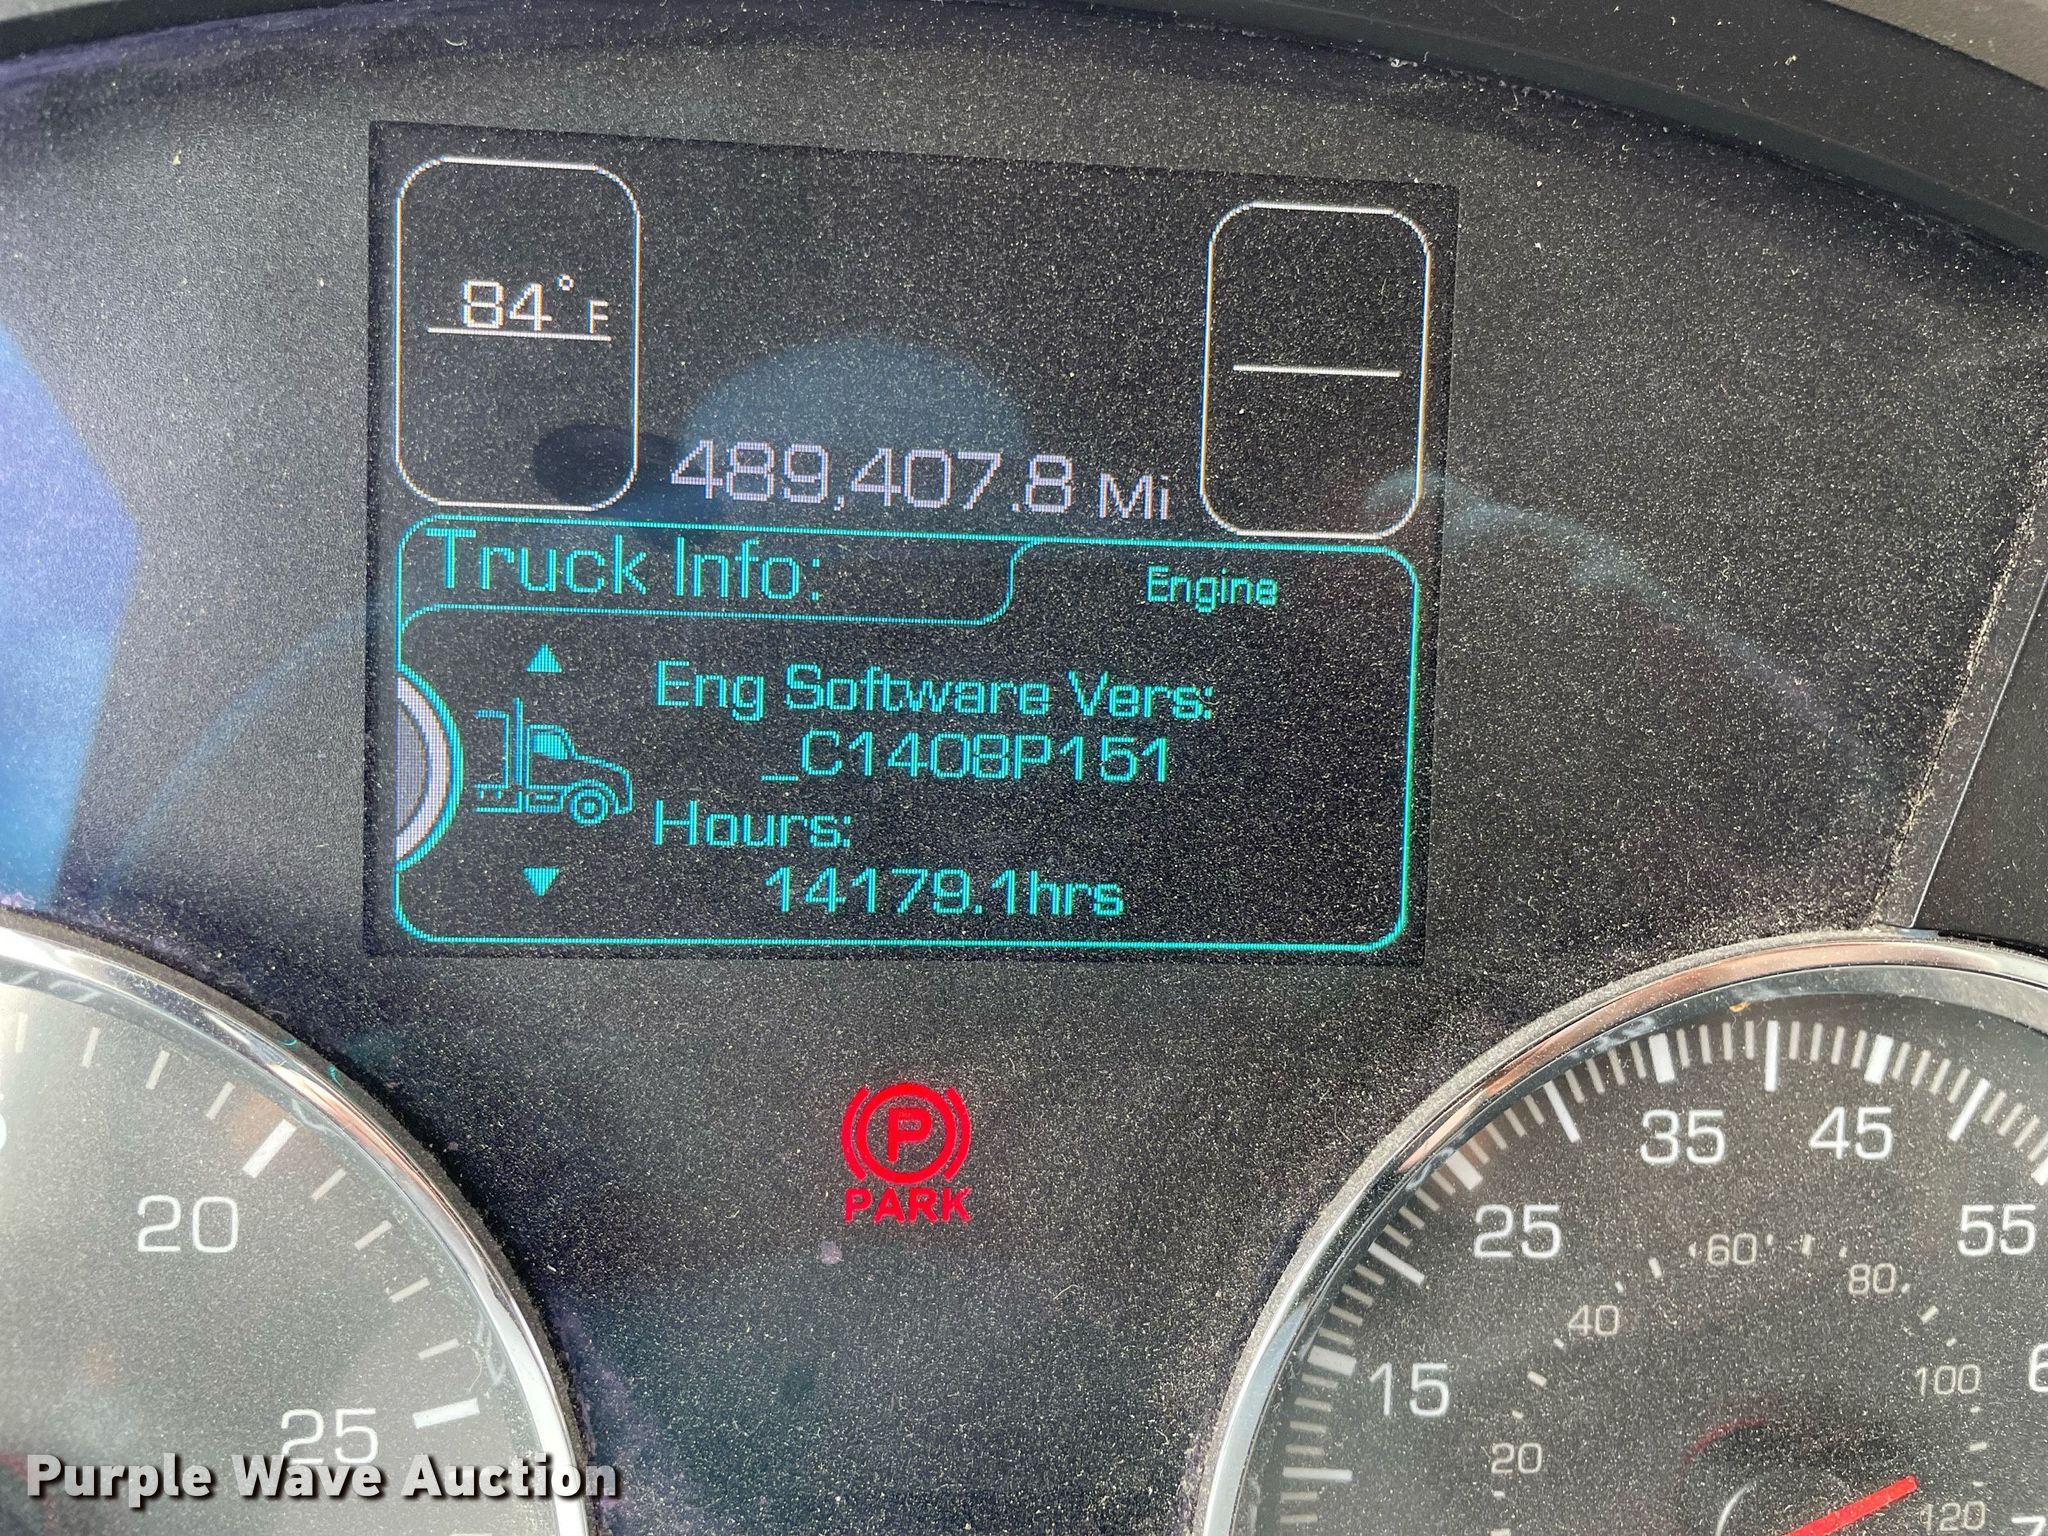 84°F
489,407.8 Mi
Truck Info:
Engine
Eng Software Vers:
_C1408P151
Hours:
14179.1hrs
PARK
20
25
15
25
35
45
55
20
40
60
80
100
120
Purple Wave Auction